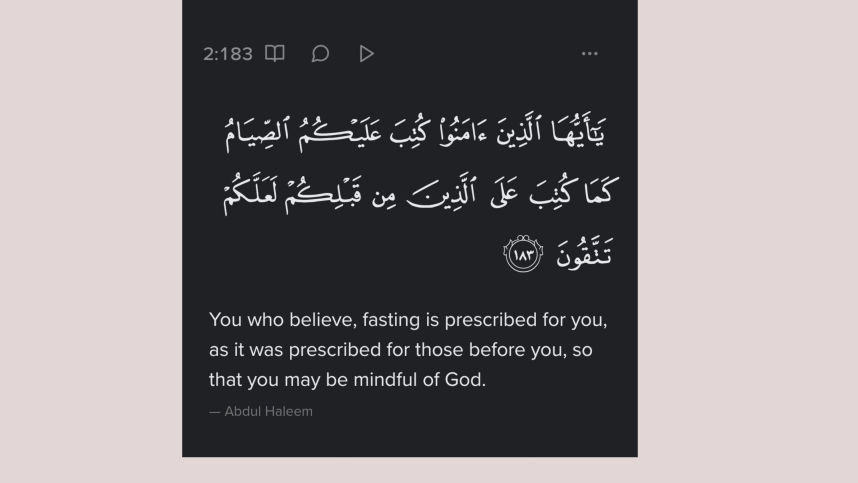 2:183
يَـٰٓأَيُّهَا ٱلَّذِينَ ءَامَنُوا۟ كُتِبَ عَلَيْكُمُ ٱلصِّيَامُ
كَمَا كُتِبَ عَلَى ٱلَّذِينَ مِن قَبْلِكُمْ لَعَلَّكُمْ
تَتَّقُونَ ١٨٣
You who believe, fasting is prescribed for you,
as it was prescribed for those before you, so
that you may be mindful of God.
— Abdul Haleem